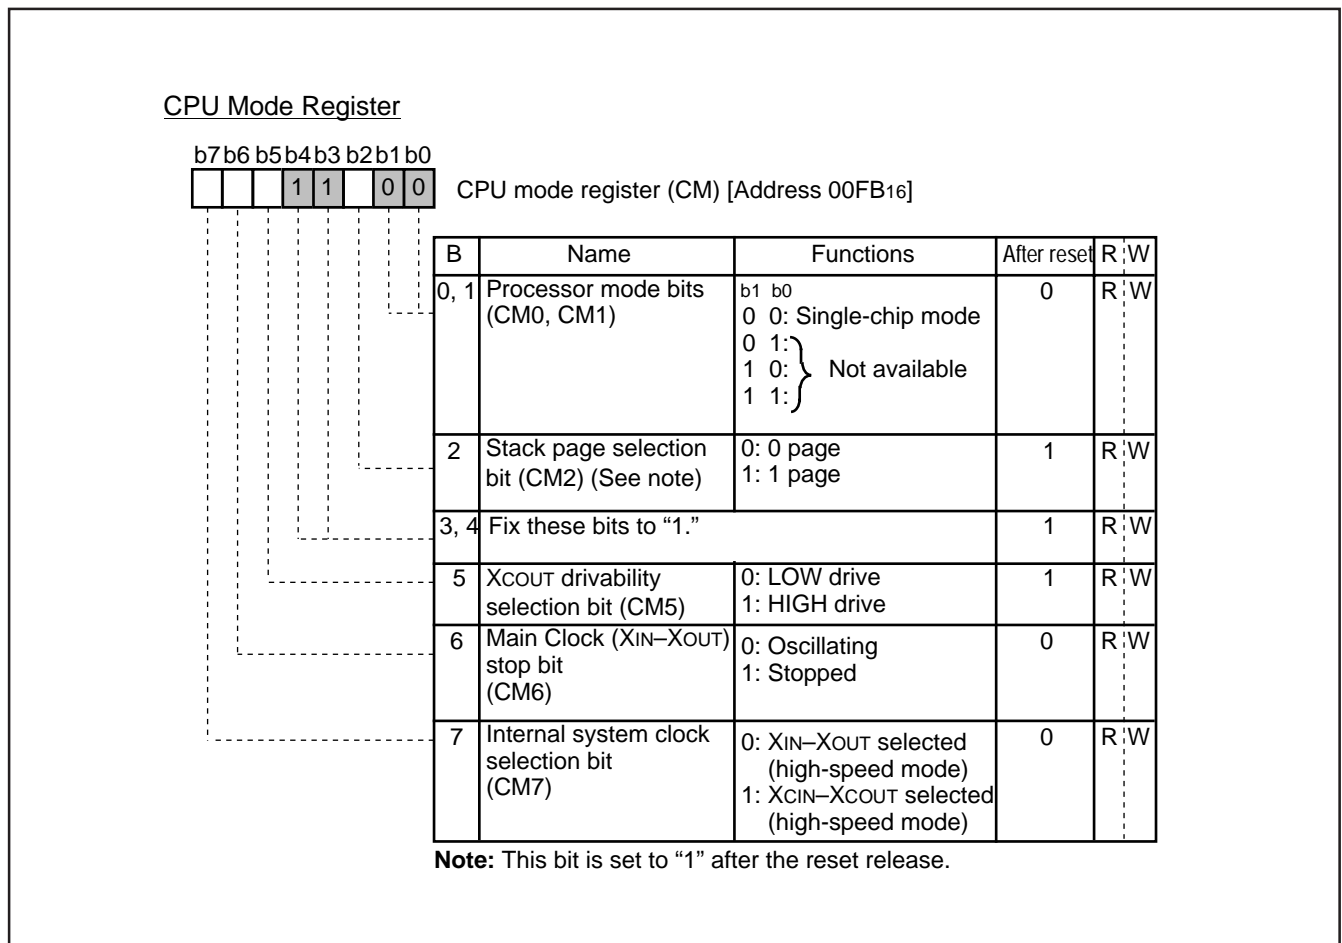 CPU Mode Register
b7 b6 b5 b4 b3 b2 b1 b0
1 1 0 0
CPU mode register (CM) [Address 00FB16]
B Name Functions After reset R W
0, 1 Processor mode bits (CM0, CM1)
b1 b0
0 0: Single-chip mode
0 1:
1 0: Not available
1 1:
0 R W
2 Stack page selection bit (CM2) (See note)
0: 0 page
1: 1 page
1 R W
3, 4 Fix these bits to “1.” 1 R W
5 XCOUT drivability selection bit (CM5)
0: LOW drive
1: HIGH drive
1 R W
6 Main Clock (XIN–XOUT) stop bit (CM6)
0: Oscillating
1: Stopped
0 R W
7 Internal system clock selection bit (CM7)
0: XIN–XOUT selected
(high-speed mode)
1: XCIN–XCOUT selected
(high-speed mode)
0 R W
Note: This bit is set to “1” after the reset release.